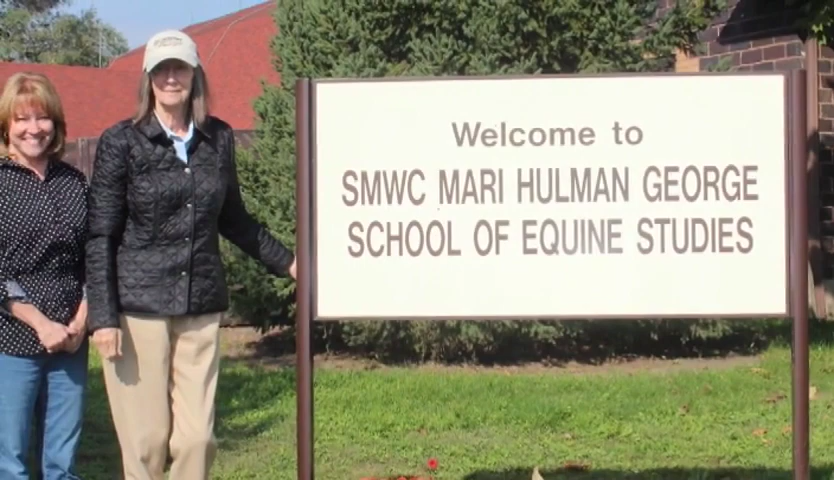 Welcome to
SMWC MARI HULMAN GEORGE
SCHOOL OF EQUINE STUDIES